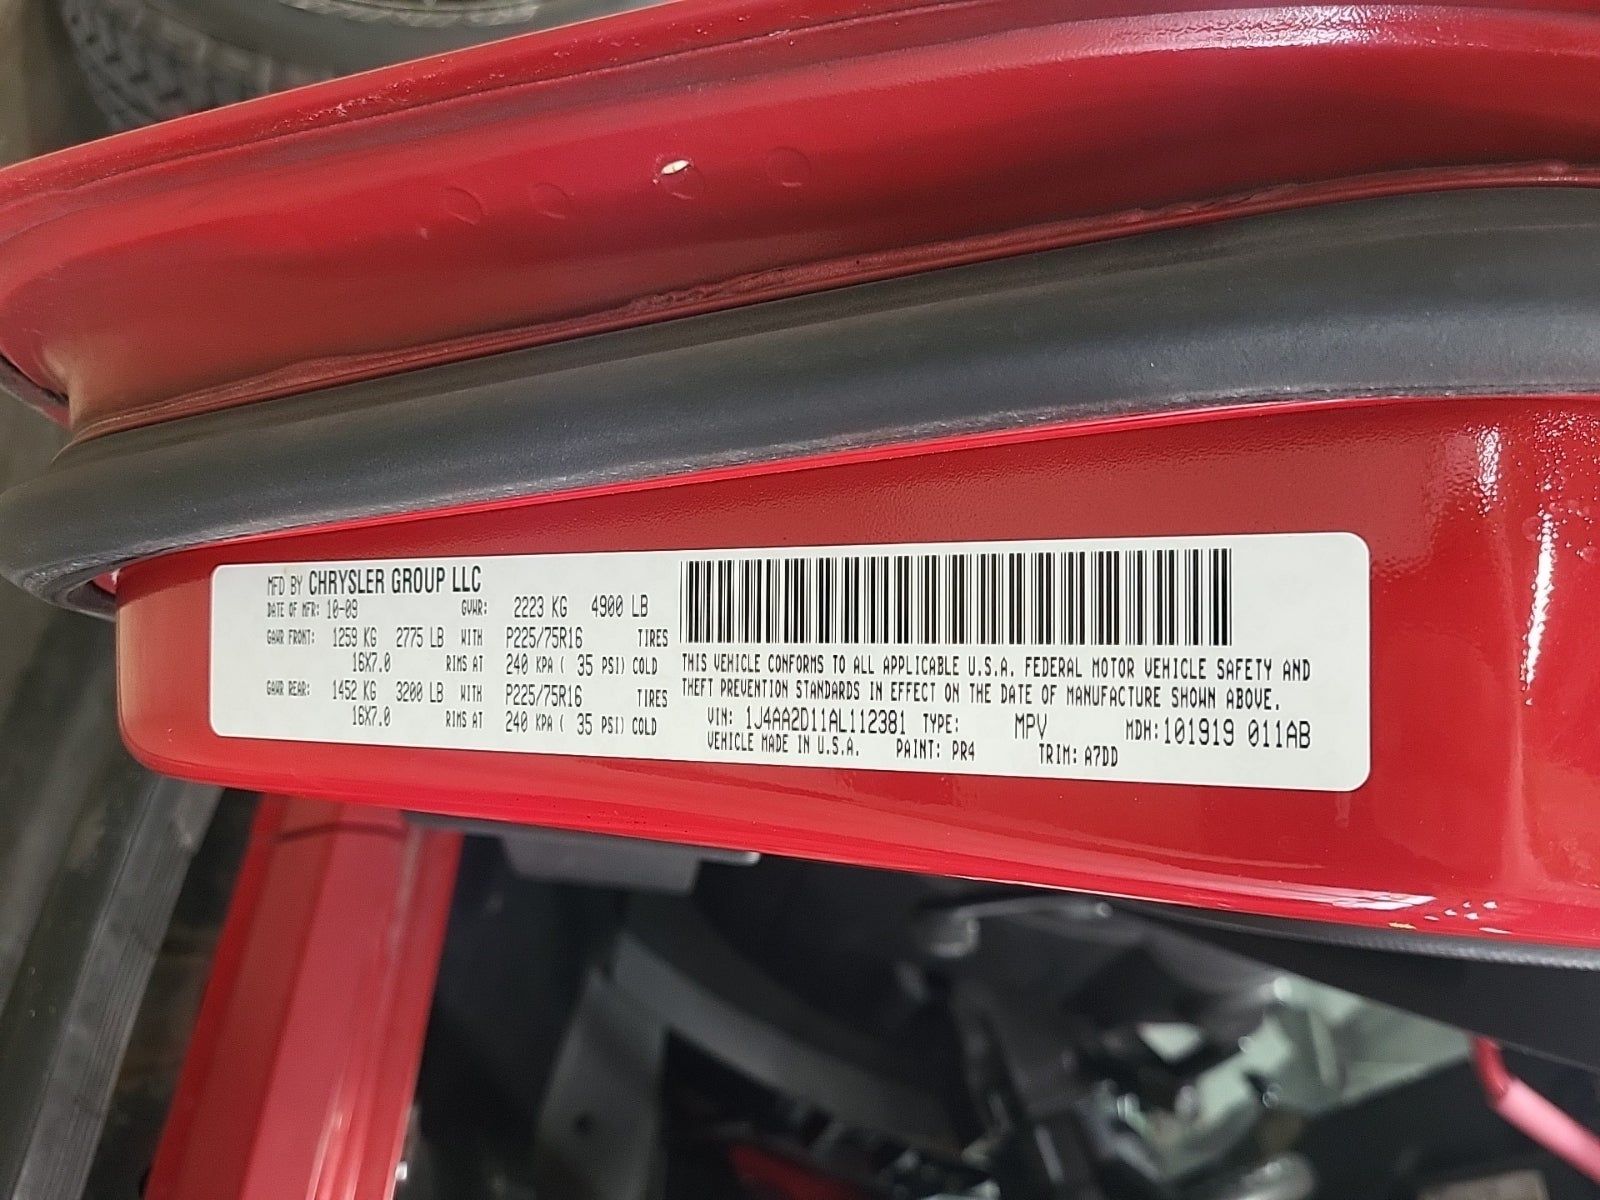 MFD BY CHRYSLER GROUP LLC
DATE OF MFR: 10-09 GVWR: 2223 KG 4900 LB
GAWR FRONT: 1259 KG 2775 LB WITH P225/75R16 TIRES
16X7.0 RIMS AT 240 KPA ( 35 PSI) COLD
GAWR REAR: 1452 KG 3200 LB WITH P225/75R16 TIRES
16X7.0 RIMS AT 240 KPA ( 35 PSI) COLD
THIS VEHICLE CONFORMS TO ALL APPLICABLE U.S.A. FEDERAL MOTOR VEHICLE SAFETY AND
THEFT PREVENTION STANDARDS IN EFFECT ON THE DATE OF MANUFACTURE SHOWN ABOVE.
VIN: 1J4AA2D11AL112381 TYPE: MPV MDH:101919 011AB
VEHICLE MADE IN U.S.A. PAINT: PR4 TRIM: A7DD